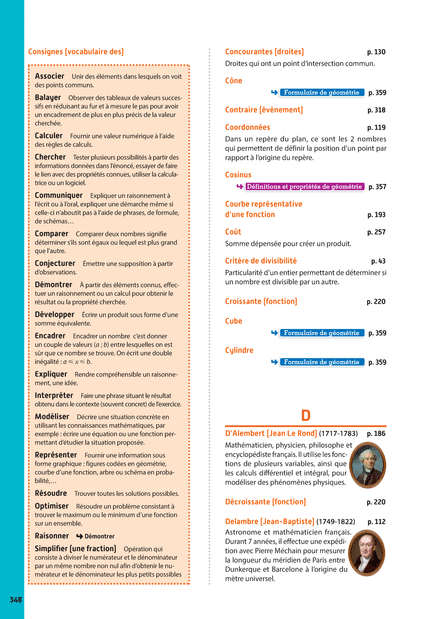 Consignes [vocabulaire des]
Associer Unir des éléments dans lesquels on voit
des points communs.
Balayer Observer des tableaux de valeurs succes-
sifs en réduisant au fur et à mesure le pas pour avoir
un encadrement de plus en plus précis de la valeur
cherchée.
Calculer Fournir une valeur numérique à l'aide
des règles de calculs.
Chercher Tester plusieurs possibilités à partir des
informations données dans l'énoncé, essayer de faire
le lien avec des propriétés connues, utiliser la calcula-
trice ou un logiciel.
Communiquer Expliquer un raisonnement à
l'écrit ou à l'oral, expliquer une démarche même si
celle-ci n'aboutit pas à l'aide de phrases, de formule,
de schémas…
Comparer Comparer deux nombres signifie
déterminer s'ils sont égaux ou lequel est plus grand
que l'autre.
Conjecturer Émettre une supposition à partir
d'observations.
Démontrer À partir des éléments connus, effec-
tuer un raisonnement ou un calcul pour obtenir le
résultat ou la propriété cherchée.
Développer Écrire un produit sous forme d'une
somme équivalente.
Encadrer Encadrer un nombre c'est donner
un couple de valeurs (a ; b) entre lesquelles on est
sûr que ce nombre se trouve. On écrit une double
inégalité : a ⩽ x ⩽ b.
Expliquer Rendre compréhensible un raisonne-
ment, une idée.
Interpréter Faire une phrase situant le résultat
obtenu dans le contexte (souvent concret) de l'exercice.
Modéliser Décrire une situation concrète en
utilisant les connaissances mathématiques, par
exemple : écrire une équation ou une fonction per-
mettant d'étudier la situation proposée.
Représenter Fournir une information sous
forme graphique : figures codées en géométrie,
courbe d'une fonction, arbre ou schéma en proba-
bilité,…
Résoudre Trouver toutes les solutions possibles.
Optimiser Résoudre un problème consistant à
trouver le maximum ou le minimum d'une fonction
sur un ensemble.
Raisonner ↪ Démontrer
Simplifier [une fraction] Opération qui
consiste à diviser le numérateur et le dénominateur
par un même nombre non nul afin d'obtenir le nu-
mérateur et le dénominateur les plus petits possibles
348
Concourantes [droites] p. 130
Droites qui ont un point d'intersection commun.
Cône
↪ Formulaire de géométrie p. 359
Contraire [évènement] p. 318
Coordonnées p. 119
Dans un repère du plan, ce sont les 2 nombres
qui permettent de définir la position d'un point par
rapport à l'origine du repère.
Cosinus
↪ Définitions et propriétés de géométrie p. 357
Courbe représentative
d'une fonction p. 193
Coût p. 257
Somme dépensée pour créer un produit.
Critère de divisibilité p. 43
Particularité d'un entier permettant de déterminer si
un nombre est divisible par un autre.
Croissante [fonction] p. 220
Cube
↪ Formulaire de géométrie p. 359
Cylindre
↪ Formulaire de géométrie p. 359
D
D'Alembert [Jean Le Rond] (1717-1783) p. 186
Mathématicien, physicien, philosophe et
encyclopédiste français. Il utilise les fonc-
tions de plusieurs variables, ainsi que
les calculs différentiel et intégral, pour
modéliser des phénomènes physiques.
Décroissante [fonction] p. 220
Delambre [Jean-Baptiste] (1749-1822) p. 112
Astronome et mathématicien français.
Durant 7 années, il effectue une expédi-
tion avec Pierre Méchain pour mesurer
la longueur du méridien de Paris entre
Dunkerque et Barcelone à l'origine du
mètre universel.